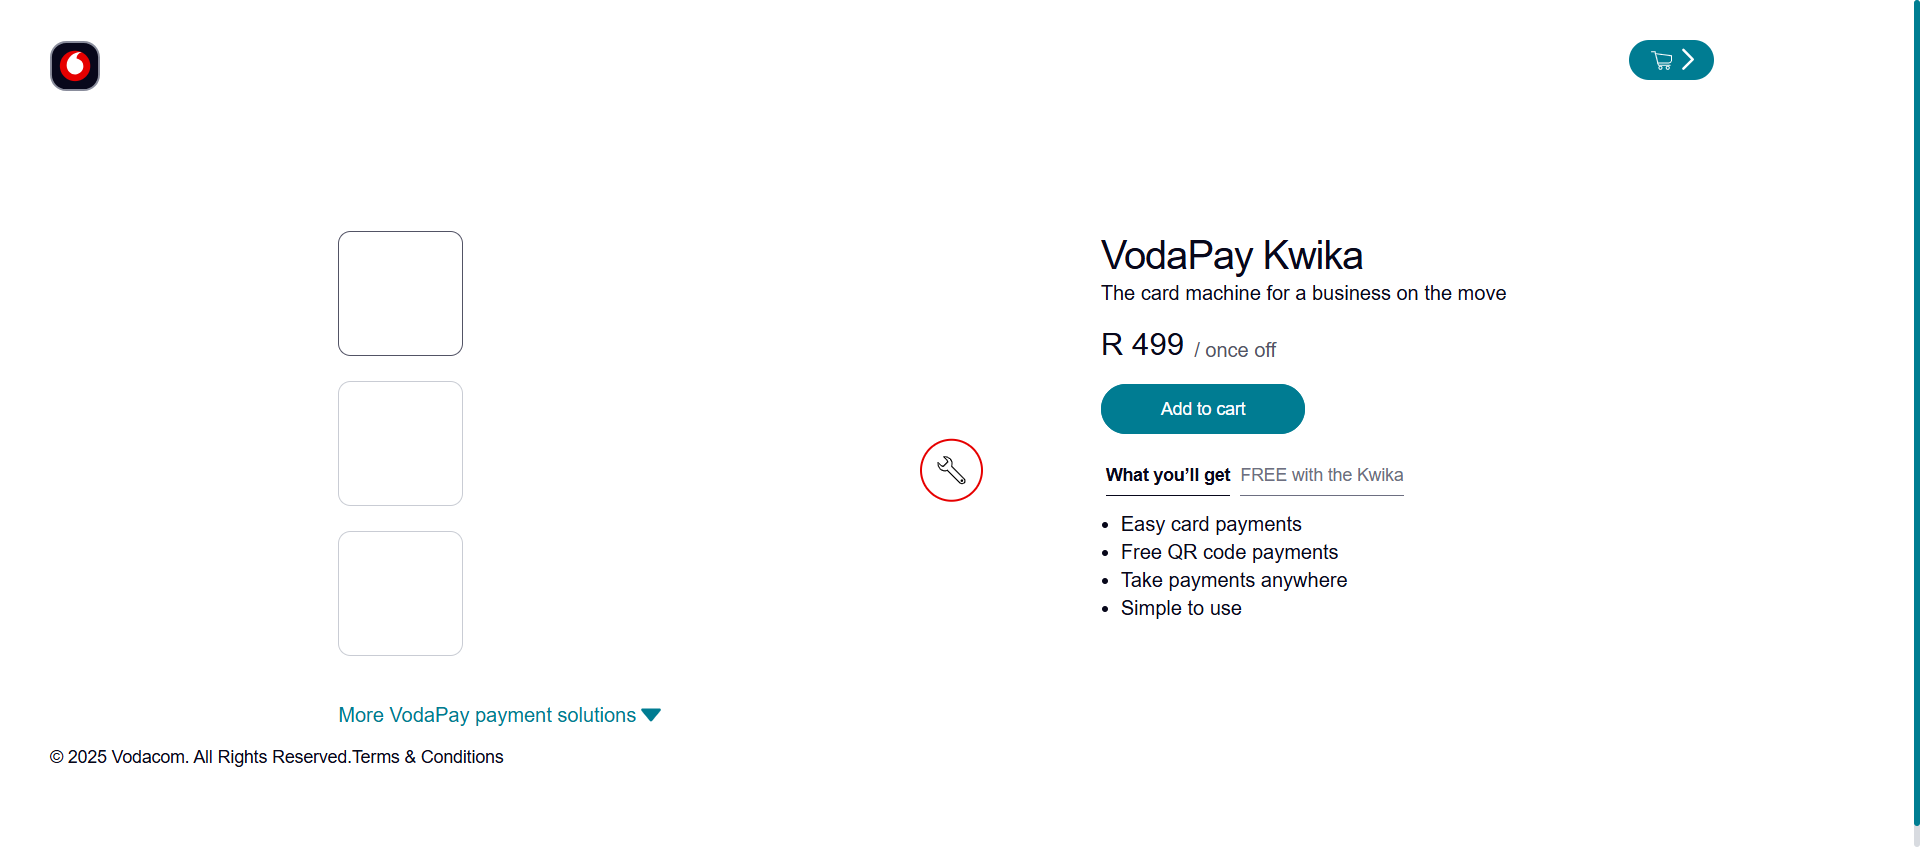 VodaPay Kwika
The card machine for a business on the move
R 499 / once off
Add to cart
What you’ll get FREE with the Kwika
Easy card payments
Free QR code payments
Take payments anywhere
Simple to use
More VodaPay payment solutions
© 2025 Vodacom. All Rights Reserved.Terms & Conditions